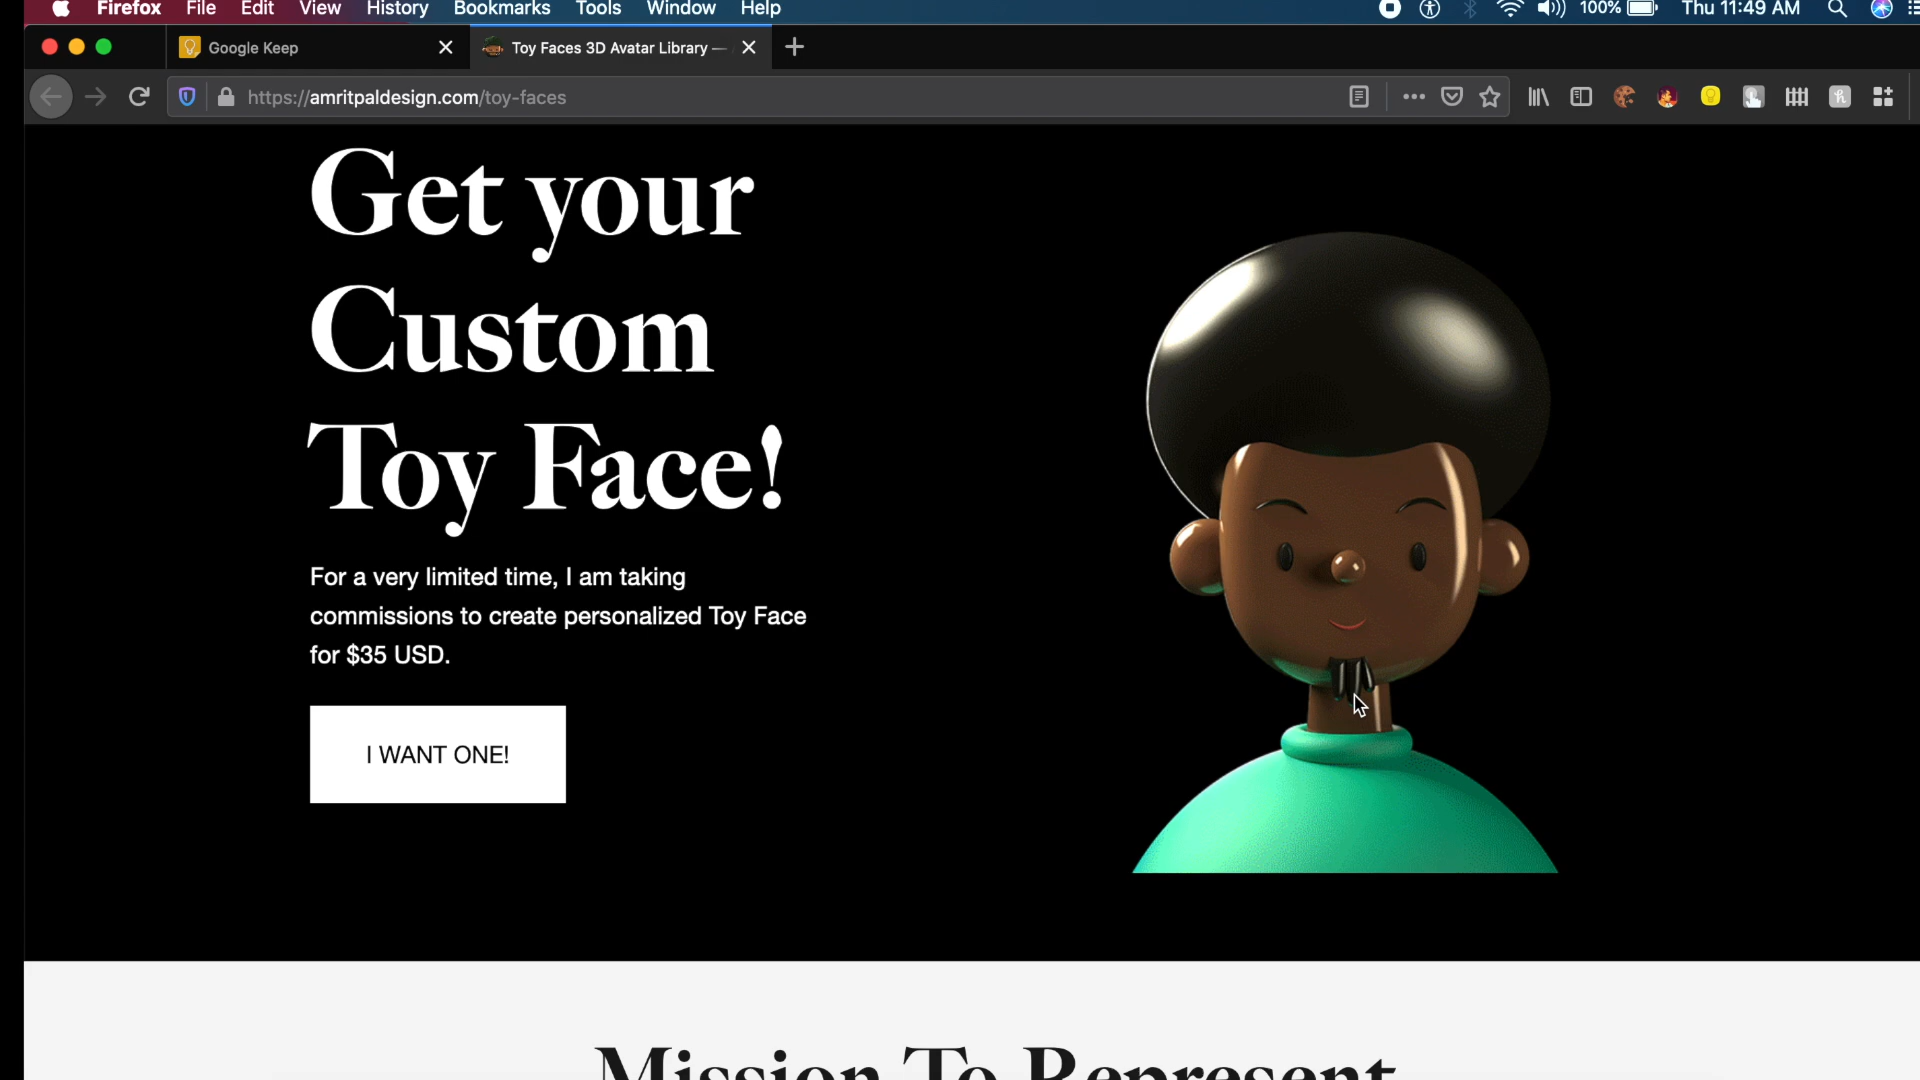 Firefox File Edit View History Bookmarks Tools Window Help 100% Thu 11:49 AM
Google Keep Toy Faces 3D Avatar Library —
https://amritpaldesign.com/toy-faces
Get your
Custom
Toy Face!
For a very limited time, I am taking
commissions to create personalized Toy Face
for $35 USD.
I WANT ONE!
Mission To Represent